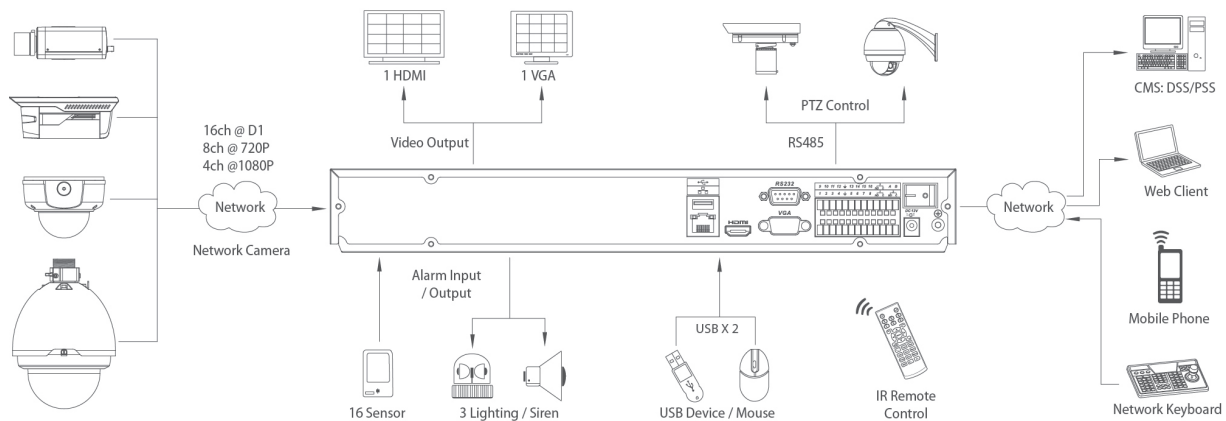 1 HDMI
1 VGA
16ch @ D1
8ch @ 720P
4ch @1080P
Video Output
PTZ Control
RS485
CMS: DSS/PSS
Network
Network Camera
RS232
HDMI
VGA
DC12V
Network
Web Client
Alarm Input
/ Output
USB X 2
Mobile Phone
16 Sensor
3 Lighting / Siren
USB Device / Mouse
IR Remote
Control
Network Keyboard